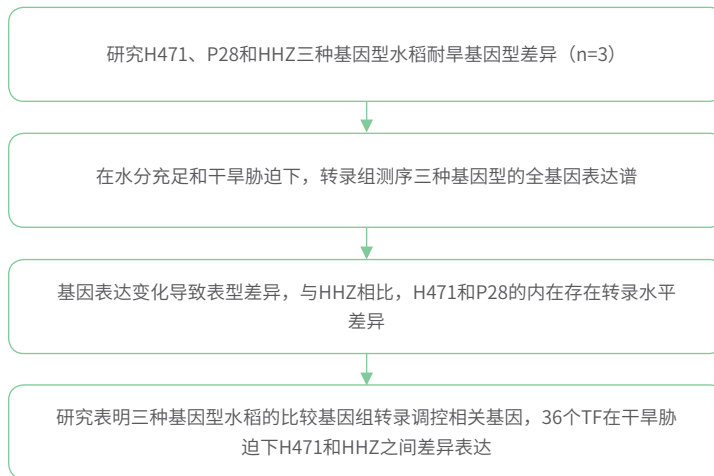 研究H471、P28和HHZ三种基因型水稻耐旱基因型差异（n=3）
在水分充足和干旱胁迫下，转录组测序三种基因型的全基因表达谱
基因表达变化导致表型差异，与HHZ相比，H471和P28的内在存在转录水平
差异
研究表明三种基因型水稻的比较基因组转录调控相关基因，36个TF在干旱胁
迫下H471和HHZ之间差异表达